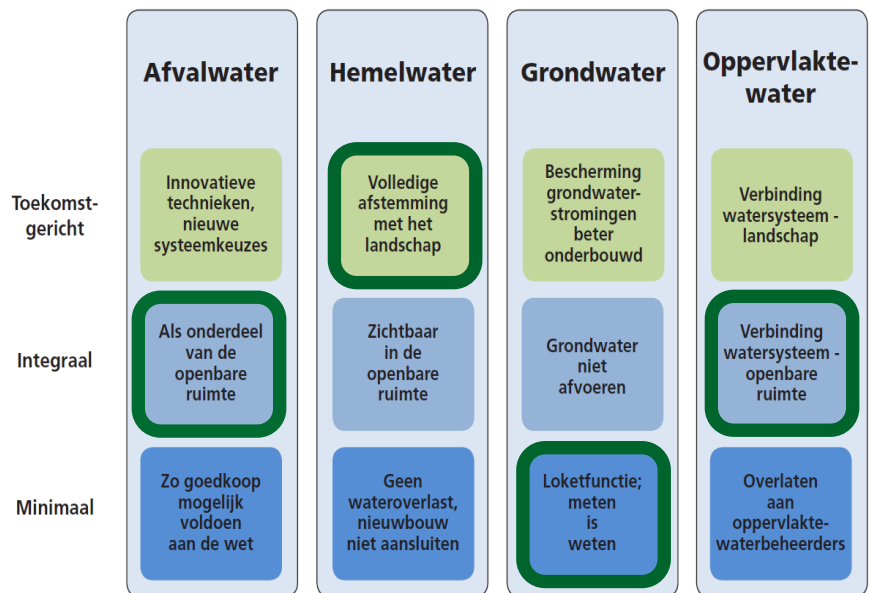 Afvalwater
Hemelwater
Grondwater
Oppervlakte-
water
Toekomst-
gericht
Innovatieve
technieken,
nieuwe
systeemkeuzes
Volledige
afstemming
met het
landschap
Bescherming
grondwater-
stromingen
beter
onderbouwd
Verbinding
watersysteem -
landschap
Integraal
Als onderdeel
van de
openbare
ruimte
Zichtbaar
in de
openbare
ruimte
Grondwater
niet
afvoeren
Verbinding
watersysteem -
openbare
ruimte
Minimaal
Zo goedkoop
mogelijk
voldoen
aan de wet
Geen
wateroverlast,
nieuwbouw
niet aansluiten
Loketfunctie;
meten
is
weten
Overlaten
aan
oppervlakte-
waterbeheerders